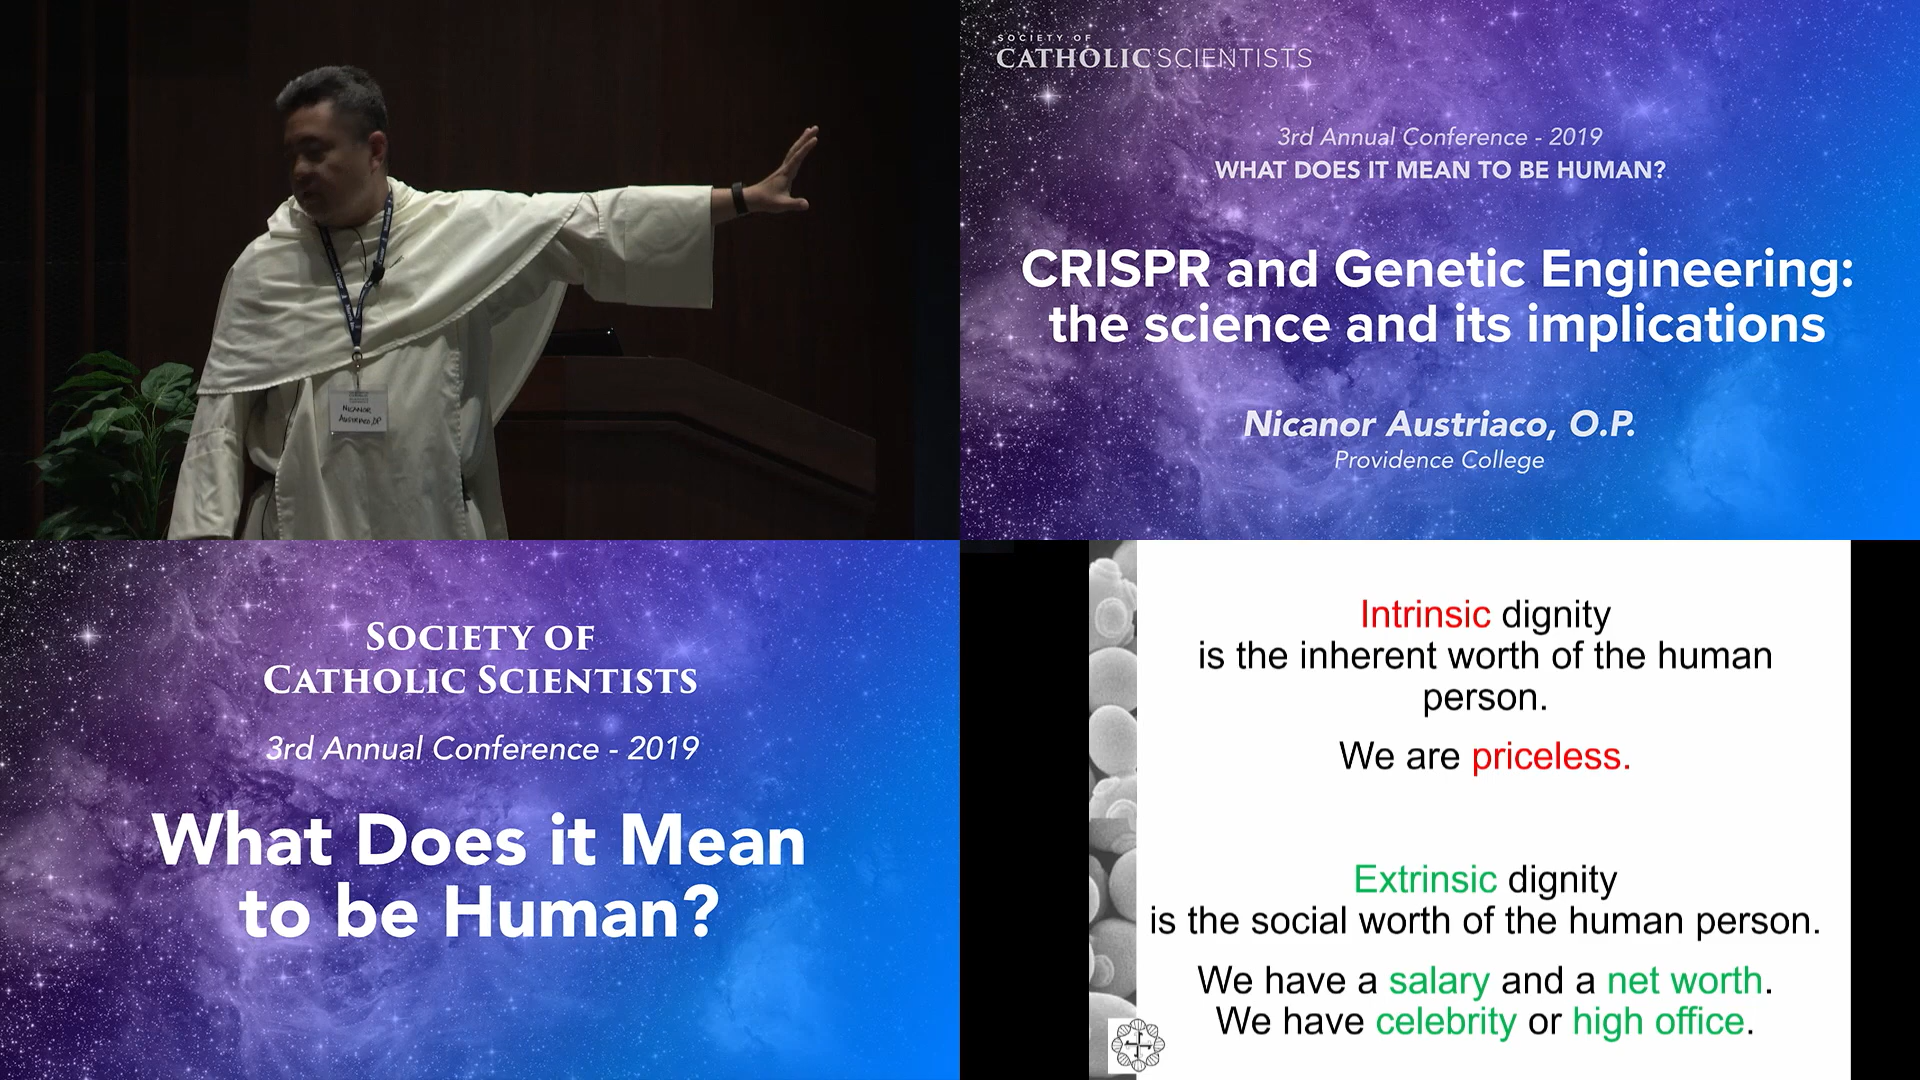 NICANOR
AUSTRIACO, OP
SOCIETY OF
CATHOLIC SCIENTISTS
3rd Annual Conference - 2019
WHAT DOES IT MEAN TO BE HUMAN?
CRISPR and Genetic Engineering:
the science and its implications
Nicanor Austriaco, O.P.
Providence College
SOCIETY OF
CATHOLIC SCIENTISTS
3rd Annual Conference - 2019
What Does it Mean
to be Human?
Intrinsic dignity
is the inherent worth of the human
person.
We are priceless.
Extrinsic dignity
is the social worth of the human person.
We have a salary and a net worth.
We have celebrity or high office.